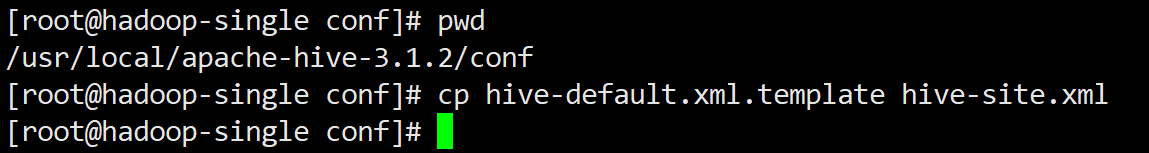 [root@hadoop-single conf]# pwd
/usr/local/apache-hive-3.1.2/conf
[root@hadoop-single conf]# cp hive-default.xml.template hive-site.xml
[root@hadoop-single conf]#